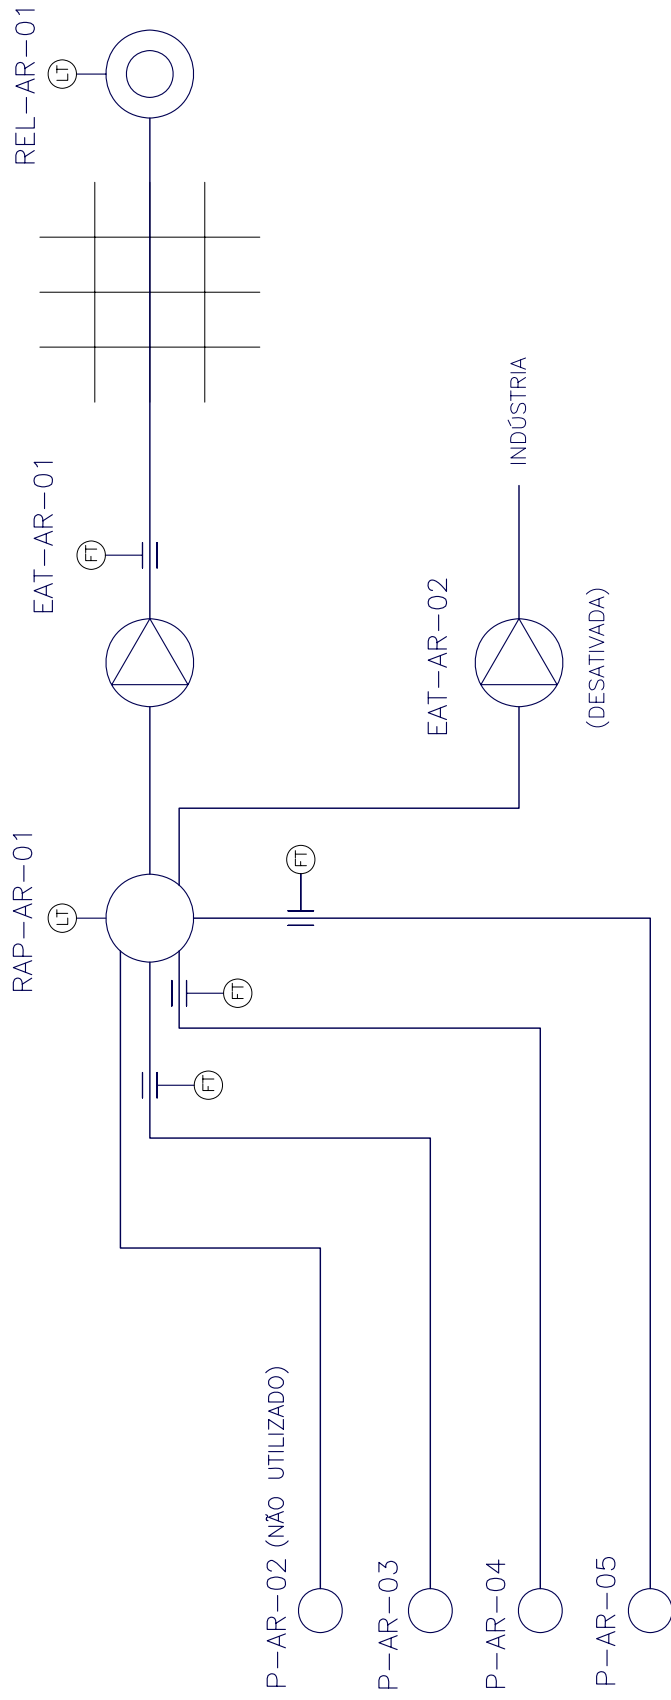 REL-AR-01
LT
EAT-AR-01
FT
INDÚSTRIA
EAT-AR-02
(DESATIVADA)
RAP-AR-01
LT
FT
FT
FT
P-AR-02 (NÃO UTILIZADO)
P-AR-03
P-AR-04
P-AR-05